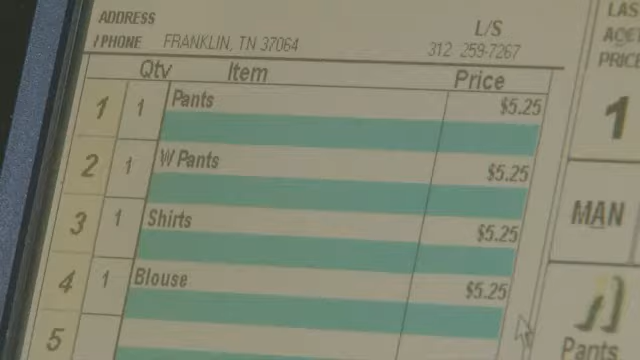 ADDRESS
/ PHONE FRANKLIN, TN 37064
L/S
312 259-7267
Qty Item Price
1 1 Pants $5.25
2 1 W Pants $5.25
3 1 Shirts $5.25
4 1 Blouse $5.25
5
LAS
PRICE
1
MAN
Pants